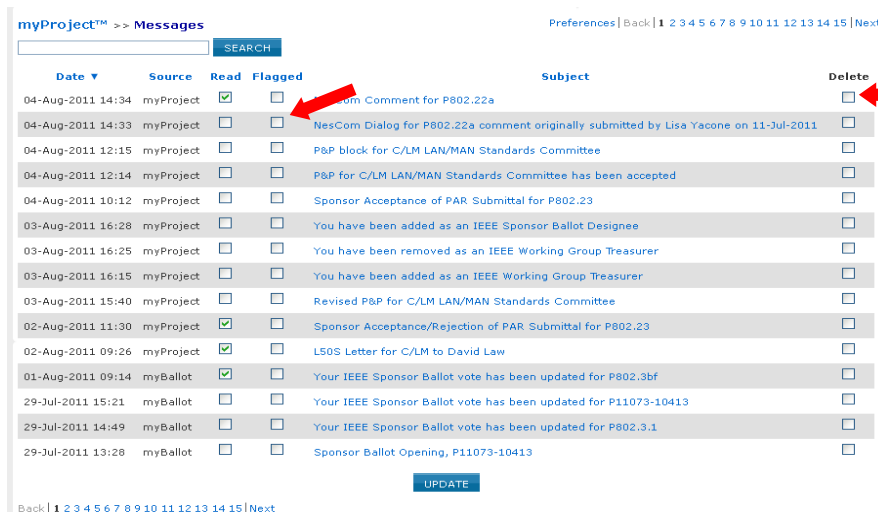 myProject™ >> Messages
Preferences | Back | 1 2 3 4 5 6 7 8 9 10 11 12 13 14 15 | Next
SEARCH
Date ▼ Source Read Flagged Subject Delete
04-Aug-2011 14:34 myProject Comment for P802.22a
04-Aug-2011 14:33 myProject NesCom Dialog for P802.22a comment originally submitted by Lisa Yacone on 11-Jul-2011
04-Aug-2011 12:15 myProject P&P block for C/LM LAN/MAN Standards Committee
04-Aug-2011 12:14 myProject P&P for C/LM LAN/MAN Standards Committee has been accepted
04-Aug-2011 10:12 myProject Sponsor Acceptance of PAR Submittal for P802.23
03-Aug-2011 16:28 myProject You have been added as an IEEE Sponsor Ballot Designee
03-Aug-2011 16:25 myProject You have been removed as an IEEE Working Group Treasurer
03-Aug-2011 16:15 myProject You have been added as an IEEE Working Group Treasurer
03-Aug-2011 15:40 myProject Revised P&P for C/LM LAN/MAN Standards Committee
02-Aug-2011 11:30 myProject Sponsor Acceptance/Rejection of PAR Submittal for P802.23
02-Aug-2011 09:26 myProject L50S Letter for C/LM to David Law
01-Aug-2011 09:14 myBallot Your IEEE Sponsor Ballot vote has been updated for P802.3bf
29-Jul-2011 15:21 myBallot Your IEEE Sponsor Ballot vote has been updated for P11073-10413
29-Jul-2011 14:49 myBallot Your IEEE Sponsor Ballot vote has been updated for P802.3.1
29-Jul-2011 13:28 myBallot Sponsor Ballot Opening, P11073-10413
UPDATE
Back | 1 2 3 4 5 6 7 8 9 10 11 12 13 14 15 | Next